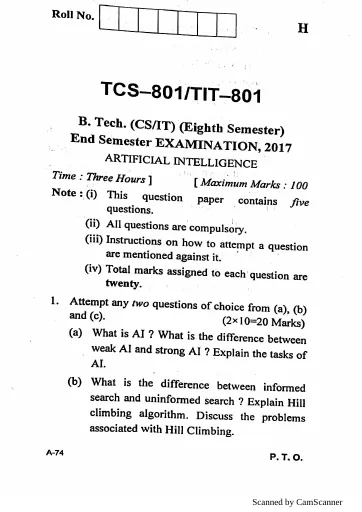 Roll No.
H
TCS–801/TIT–801
B. Tech. (CS/IT) (Eighth Semester)
End Semester EXAMINATION, 2017
ARTIFICIAL INTELLIGENCE
Time : Three Hours ] [ Maximum Marks : 100
Note : (i) This question paper contains five
questions.
(ii) All questions are compulsory.
(iii) Instructions on how to attempt a question
are mentioned against it.
(iv) Total marks assigned to each question are
twenty.
1. Attempt any two questions of choice from (a), (b)
and (c). (2×10=20 Marks)
(a) What is AI ? What is the difference between
weak AI and strong AI ? Explain the tasks of
AI.
(b) What is the difference between informed
search and uninformed search ? Explain Hill
climbing algorithm. Discuss the problems
associated with Hill Climbing.
A-74 P. T. O.
Scanned by CamScanner